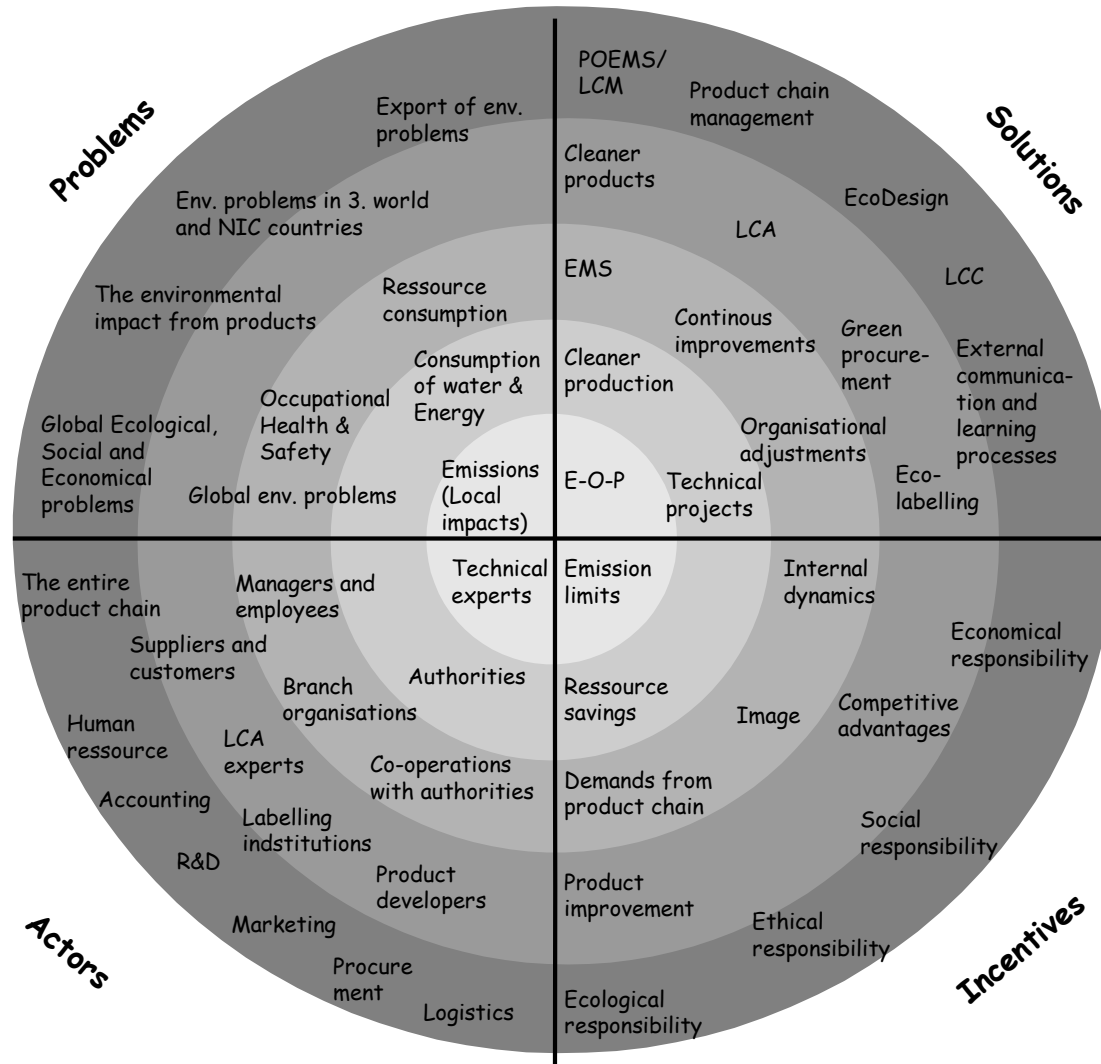 Problems
Export of env.
problems
Env. problems in 3. world
and NIC countries
The environmental
impact from products
Ressource
consumption
Consumption
of water &
Energy
Occupational
Health &
Safety
Global Ecological,
Social and
Economical
problems
Global env. problems
Emissions
(Local
impacts)
Solutions
POEMS/
LCM
Product chain
management
Cleaner
products
EcoDesign
LCA
EMS
LCC
Continous
improvements
Green
procure-
ment
External
communica-
tion and
learning
processes
Cleaner
production
Organisational
adjustments
E-O-P
Technical
projects
Eco-
labelling
Actors
The entire
product chain
Managers and
employees
Technical
experts
Suppliers and
customers
Authorities
Branch
organisations
Human
ressource
LCA
experts
Co-operations
with authorities
Accounting
Labelling
indstitutions
R&D
Product
developers
Marketing
Procure
ment
Logistics
Incentives
Emission
limits
Internal
dynamics
Economical
responsibility
Ressource
savings
Image
Competitive
advantages
Demands from
product chain
Social
responsibility
Product
improvement
Ethical
responsibility
Ecological
responsibility